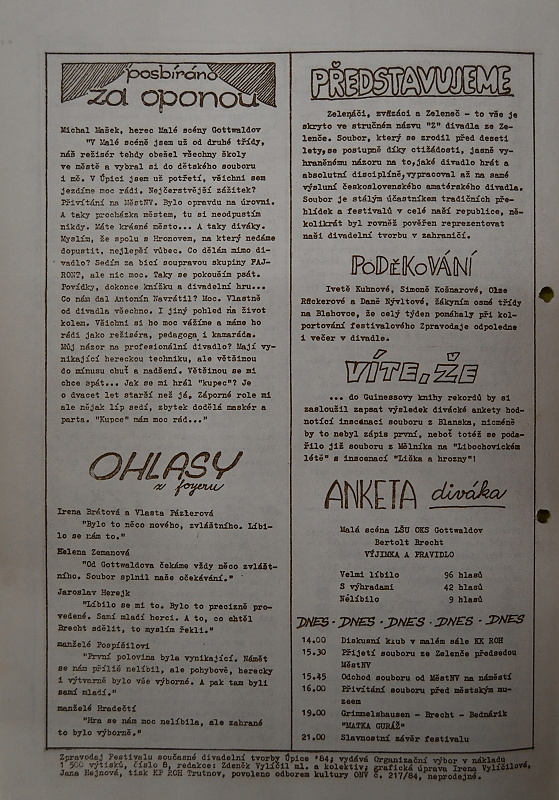 posbíráno
za oponou
Michal Mašek, herec Malé scény Gottwaldov
"V Malé scéně jsem už od druhé třídy,
náš režisér tehdy obešel všechny školy
ve městě a vybral si do dětského souboru
i mě. V Úpici jsem už potřetí, všichni sem
jezdíme moc rádi. Nejčerstvější zážitek?
Přivítání na MěstNV. Bylo opravdu na úrovni.
A taky procházka městem, tu si neodpustím
nikdy. Máte krásné město... A taky diváky.
Myslím, že spolu s Hronovem, na který nedáme
dopustit, nejlepší vůbec. Co dělám mimo di-
vadlo? Sedím za bicí soupravou skupiny FAJ-
RONT, ale nic moc. Taky se pokouším psát.
Povídky, dokonce knížku a divadelní hru...
Co nám dal Antonín Navrátil? Moc. Vlastně
od divadla všechno. I jiný pohled na život
kolem. Všichni si ho moc vážíme a máme ho
rádi jako režiséra, pedagoga i kamaráda.
Můj názor na profesionální divadlo? Mají vy-
nikající hereckou techniku, ale většinou
do mínusu chuť a nadšení. Většinou se mi
chce spát... Jak se mi hrál "kupec"? Je
o dvacet let starší než já. Záporné role mi
ale nějak líp sedí, zbytek dodělá maskér a
parta. "Kupce" mám moc rád..."
OHLASY
z foyeru
Irena Brátová a Vlasta Pázlerová
"Bylo to něco nového, zvláštního. Líbi-
lo se nám to."
Helena Zemanová
"Od Gottwaldova čekáme vždy něco zvlášt-
ního. Soubor splnil naše očekávání."
Jaroslav Herejk
"Líbilo se mi to. Bylo to precizně pro-
vedené. Sami mladí herci. A to, co chtěl
Brecht sdělit, to myslím řekli."
manželé Pospíšilovi
"První polovina byla vynikající. Námět
se nám příliš nelíbil, ale pohybově, herecky
i výtvarně bylo vše výborné. A pak tam byli
samí mladí."
manželé Hradečtí
"Hra se nám moc nelíbila, ale zahrané
to bylo výborně."
PŘEDSTAVUJEME
Zelenáči, zvázáci a Zeleneč - to vše je
skryto ve stručném názvu "Z" divadla ze Ze-
lenče. Soubor, který se zrodil před deseti
lety, se postupně díky ctižádosti, jasně vy-
hraněnému názoru na to, jaké divadlo hrát a
absolutní disciplíně, vypracoval až na samé
výsluní československého amatérského divadla.
Soubor je stálým účastníkem tradičních pře-
hlídek a festivalů v celé naší republice, ně-
kolikrát byl rovněž pověřen reprezentovat
naši divadelní tvorbu v zahraničí.
PODĚKOVÁNÍ
Ivetě Kuhnové, Simoně Košnarové, Olze
Rückerové a Daně Nývltové, žákyním osmé třídy
na Blahovce, že celý týden pomáhaly při kol-
portování festivalového Zpravodaje odpoledne
i večer v divadle.
VÍTE, ŽE
... do Guinessovy knihy rekordů by si
zasloužil zapsat výsledek divácké ankety hod-
notící inscenaci souboru z Blanska, nicméně
by to nebyl zápis první, neboť totéž se poda-
řilo již souboru z Mělníka na "Libochovickém
létě" s inscenací "Liška a hrozny"!
ANKETA diváka
Malá scéna LŠU OKS Gottwaldov
Bertolt Brecht
VÝJIMKA A PRAVIDLO
Velmi líbilo 96 hlasů
S výhradami 42 hlasů
Nelíbilo 9 hlasů
DNES · DNES · DNES · DNES · DNES
14.00 Diskusní klub v malém sále KK ROH
15.30 Přijetí souboru ze Zelenče předsedou
MěstNV
15.45 Odchod souboru od MěstNV na náměstí
16.00 Přivítání souboru před městským mu-
zeem
19.00 Grimmelshausen - Brecht - Bednárik
"MATKA GURÁŽ"
21.00 Slavnostní závěr festivalu
Zpravodaj Festivalu současné divadelní tvorby Úpice '84; vydává Organizační výbor v nákladu
1 500 výtisků, číslo 8, redakce: Zdeněk Vylíčil ml. a kolektiv; grafická úprava Irena Vylíčilová,
Jana Hejnová, tisk KP ROH Trutnov, povoleno odborem kultury ONV č. 217/84, neprodejné.